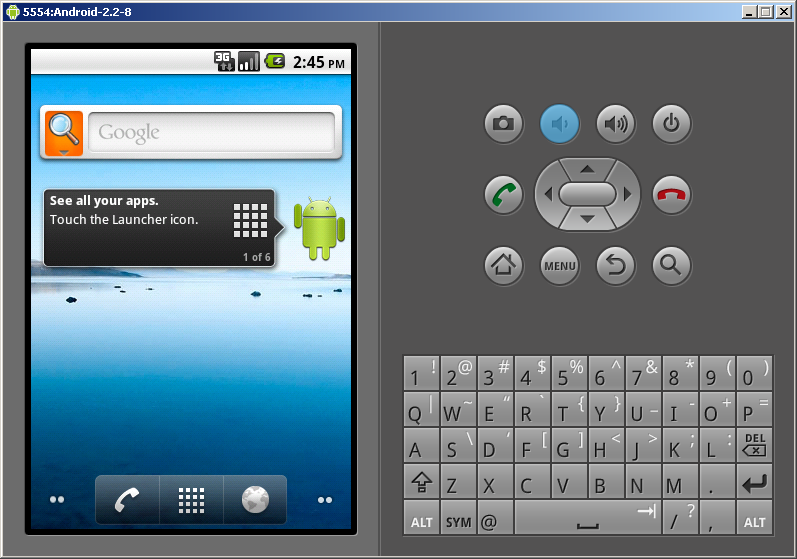 5554:Android-2.2-8
3G 2:45 PM
Google
See all your apps.
Touch the Launcher icon.
1 of 6
MENU
1 ! 2 @ 3 # 4 $ 5 % 6 ^ 7 & 8 * 9 ( 0 )
Q | W ~ E “ R ` T { Y } U _ I - O + P =
A S \ D ‘ F [ G ] H < J > K ; L : DEL
Z X C V B N M .
ALT SYM @ / ? , ALT